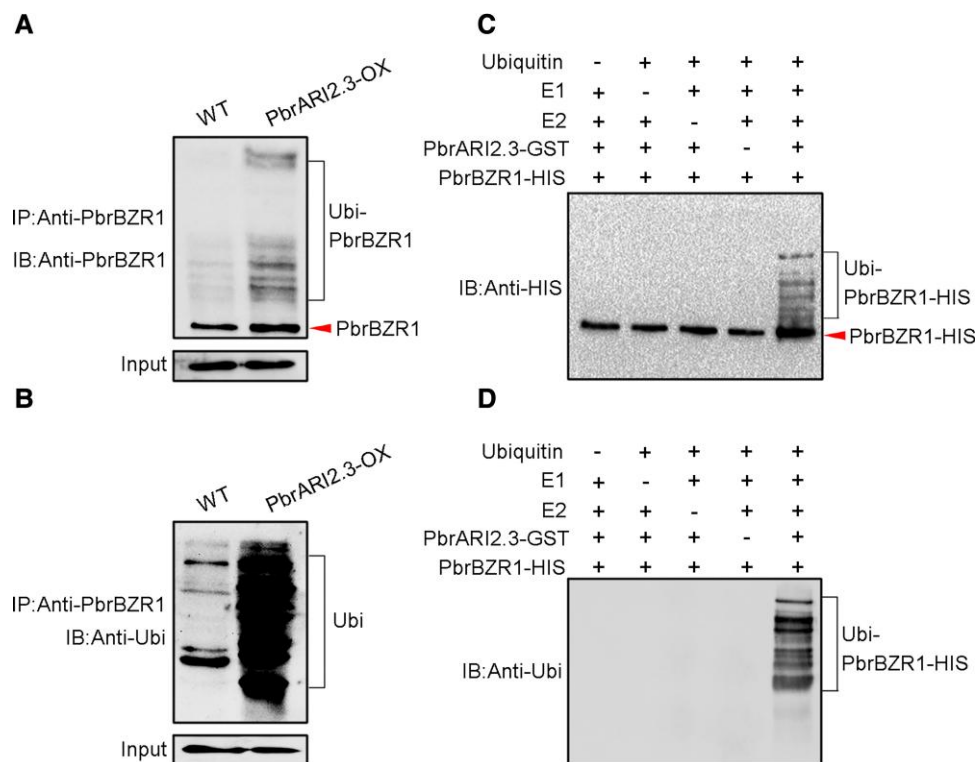 A
WT
PbrARI2.3-OX
IP:Anti-PbrBZR1
IB:Anti-PbrBZR1
Ubi-
PbrBZR1
PbrBZR1
Input
B
WT
PbrARI2.3-OX
IP:Anti-PbrBZR1
IB:Anti-Ubi
Ubi
Input
C
Ubiquitin - + + + +
E1 + - + + +
E2 + + - + +
PbrARI2.3-GST + + + - +
PbrBZR1-HIS + + + + +
IB:Anti-HIS
Ubi-
PbrBZR1-HIS
PbrBZR1-HIS
D
Ubiquitin - + + + +
E1 + - + + +
E2 + + - + +
PbrARI2.3-GST + + + - +
PbrBZR1-HIS + + + + +
IB:Anti-Ubi
Ubi-
PbrBZR1-HIS